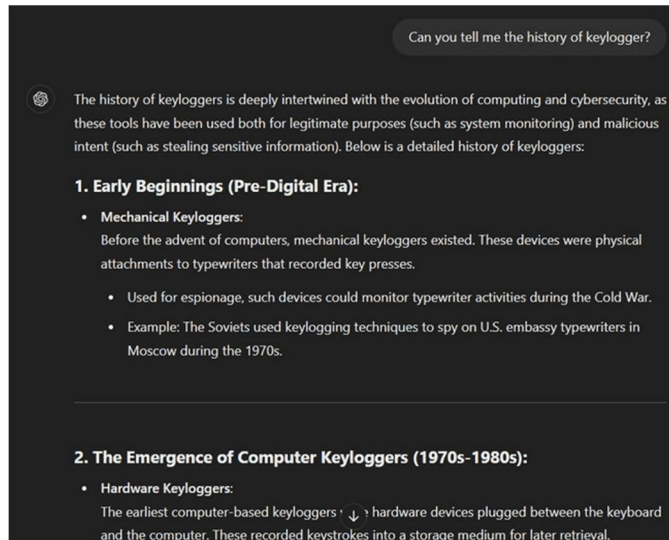 Can you tell me the history of keylogger?
The history of keyloggers is deeply intertwined with the evolution of computing and cybersecurity, as
these tools have been used both for legitimate purposes (such as system monitoring) and malicious
intent (such as stealing sensitive information). Below is a detailed history of keyloggers:
1. Early Beginnings (Pre-Digital Era):
• Mechanical Keyloggers:
Before the advent of computers, mechanical keyloggers existed. These devices were physical
attachments to typewriters that recorded key presses.
• Used for espionage, such devices could monitor typewriter activities during the Cold War.
• Example: The Soviets used keylogging techniques to spy on U.S. embassy typewriters in
Moscow during the 1970s.
2. The Emergence of Computer Keyloggers (1970s-1980s):
• Hardware Keyloggers:
The earliest computer-based keyloggers hardware devices plugged between the keyboard
and the computer. These recorded keystrokes into a storage medium for later retrieval.